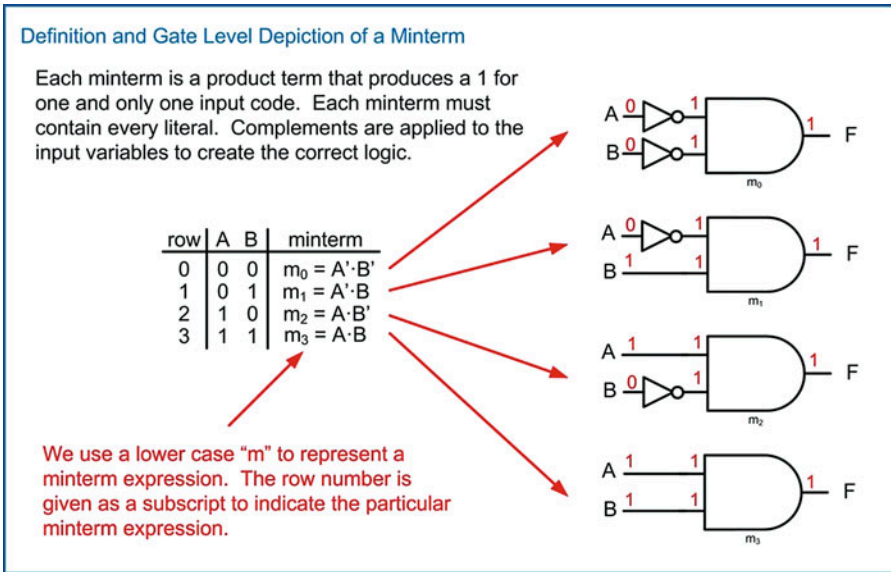 Definition and Gate Level Depiction of a Minterm
Each minterm is a product term that produces a 1 for
one and only one input code. Each minterm must
contain every literal. Complements are applied to the
input variables to create the correct logic.
row A B minterm
0 0 0 m₀ = A'·B'
1 0 1 m₁ = A'·B
2 1 0 m₂ = A·B'
3 1 1 m₃ = A·B
We use a lower case “m” to represent a
minterm expression. The row number is
given as a subscript to indicate the particular
minterm expression.
A 0 1
B 0 1
1 F
m₀
A 0 1
B 1 1
1 F
m₁
A 1 1
B 0 1
1 F
m₂
A 1 1
B 1 1
1 F
m₃